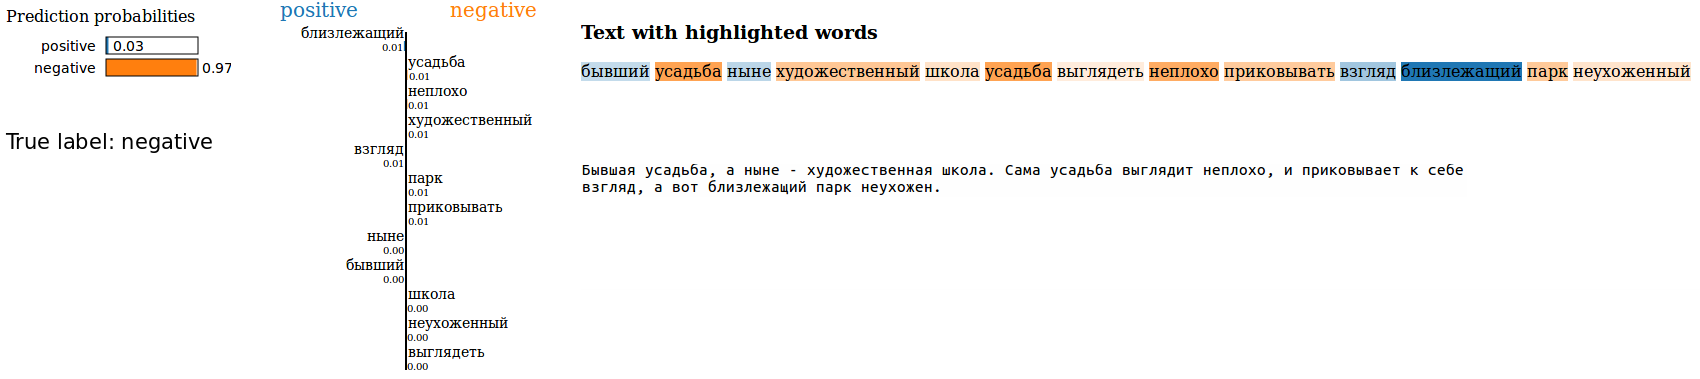 Prediction probabilities
positive 0.03
negative 0.97
True label: negative
positive negative
близлежащий
0.01
усадьба
0.01
неплохо
0.01
художественный
0.01
взгляд
0.01
парк
0.01
приковывать
0.01
ныне
0.00
бывший
0.00
школа
0.00
неухоженный
0.00
выглядеть
0.00
Text with highlighted words
бывший усадьба ныне художественный школа усадьба выглядеть неплохо приковывать взгляд близлежащий парк неухоженный
Бывшая усадьба, а ныне - художественная школа. Сама усадьба выглядит неплохо, и приковывает к себе
взгляд, а вот близлежащий парк неухожен.